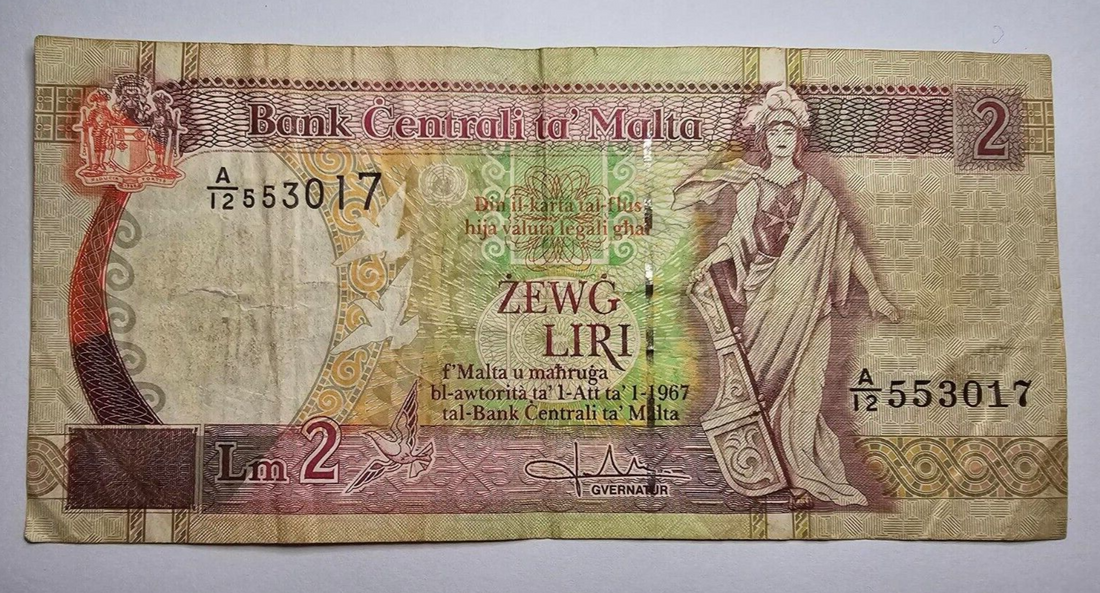 Bank Ċentrali ta' Malta
2
A/12 553017
Din il-karta tal-flus
hija valuta legali għal
ŻEWĠ
LIRI
f'Malta u maħruġa
bl-awtorità ta' l-Att ta' l-1967
tal-Bank Ċentrali ta' Malta
A/12 553017
Lm 2
GVERNATUR